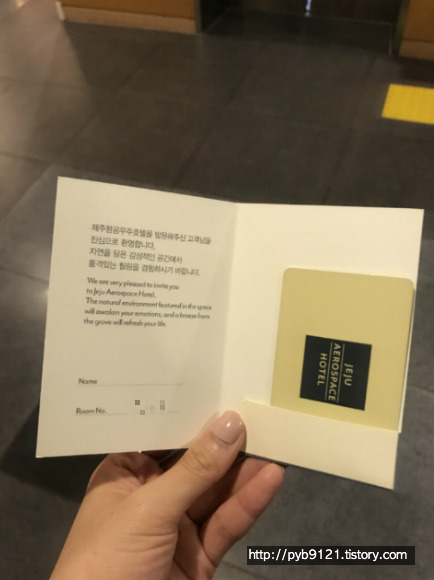 제주항공우주호텔을 방문해주신 고객님들
진심으로 환영합니다.
자연을 담은 감성적인 공간에서
품격있는 힐링을 경험하시기 바랍니다.
We are very pleased to invite you
to Jeju Aerospace Hotel.
The natural environment featured in the space
will awaken your emotions, and a breeze from
the grove will refresh your life.
Name
Room No.
JEJU
AEROSPACE
HOTEL
http://pyb9121.tistory.com